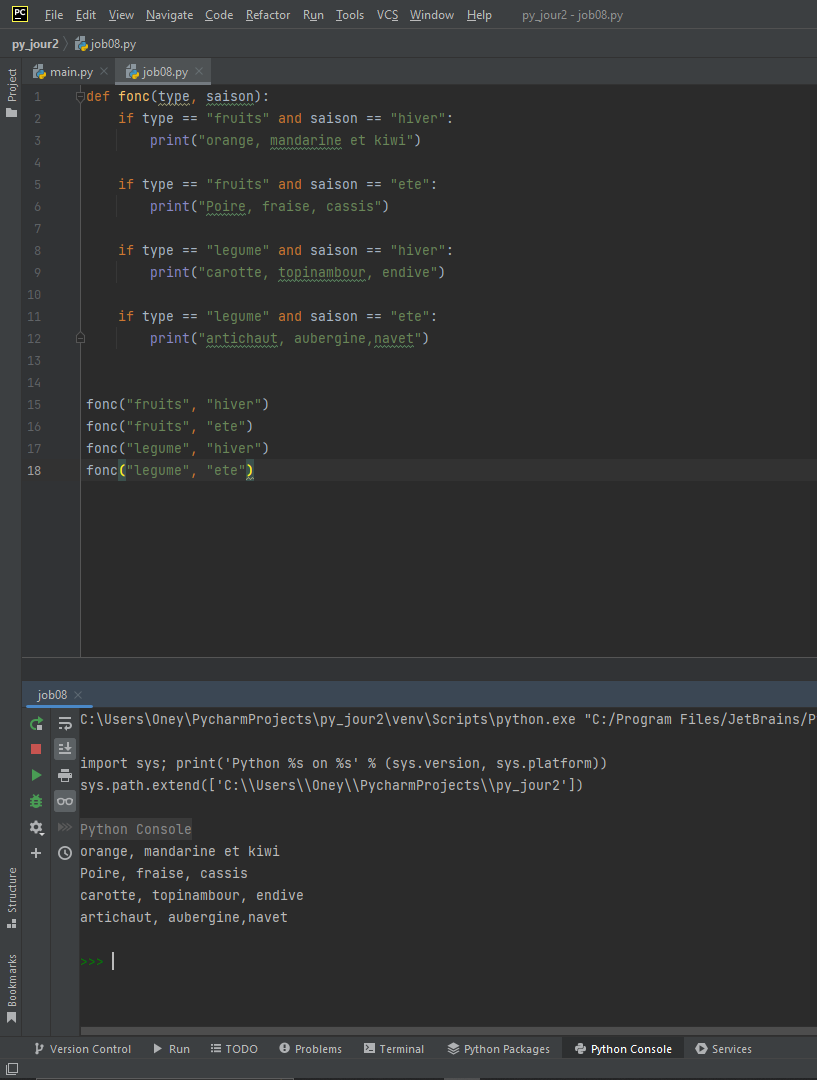 PC File Edit View Navigate Code Refactor Run Tools VCS Window Help py_jour2 - job08.py
py_jour2 job08.py
Project
main.py job08.py
1 def fonc(type, saison):
2 if type == "fruits" and saison == "hiver":
3 print("orange, mandarine et kiwi")
4
5 if type == "fruits" and saison == "ete":
6 print("Poire, fraise, cassis")
7
8 if type == "legume" and saison == "hiver":
9 print("carotte, topinambour, endive")
10
11 if type == "legume" and saison == "ete":
12 print("artichaut, aubergine,navet")
13
14
15 fonc("fruits", "hiver")
16 fonc("fruits", "ete")
17 fonc("legume", "hiver")
18 fonc("legume", "ete")
job08
C:\Users\Oney\PycharmProjects\py_jour2\venv\Scripts\python.exe "C:/Program Files/JetBrains/P
import sys; print('Python %s on %s' % (sys.version, sys.platform))
sys.path.extend(['C:\\Users\\Oney\\PycharmProjects\\py_jour2'])
Python Console
orange, mandarine et kiwi
Poire, fraise, cassis
carotte, topinambour, endive
artichaut, aubergine,navet
>>>
Structure
Bookmarks
Version Control Run TODO Problems Terminal Python Packages Python Console Services